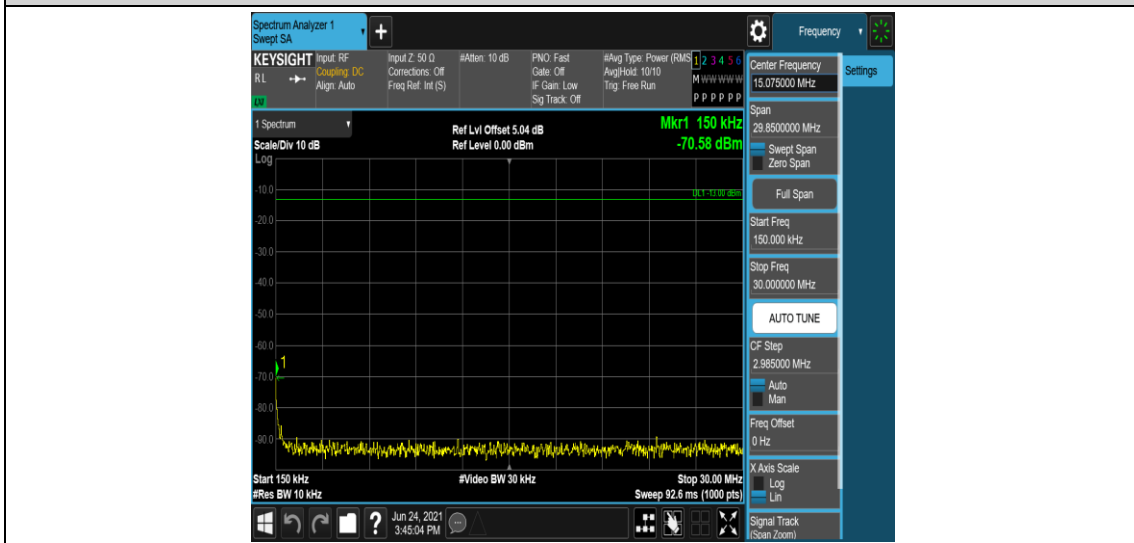 Spectrum Analyzer 1
Swept SA
+
Frequency
KEYSIGHT
RL
Input: RF
Coupling: DC
Align: Auto
Input Z: 50 Ω
Corrections: Off
Freq Ref: Int (S)
#Atten: 10 dB
PNO: Fast
Gate: Off
IF Gain: Low
Sig Track: Off
#Avg Type: Power (RMS
Avg|Hold: 10/10
Trig: Free Run
1 2 3 4 5 6
M W W W W W
P P P P P P
1 Spectrum
Scale/Div 10 dB
Ref Lvl Offset 5.04 dB
Ref Level 0.00 dBm
Mkr1 150 kHz
-70.58 dBm
Log
DL1 -13.00 dBm
-10.0
-20.0
-30.0
-40.0
-50.0
-60.0
1
-70.0
-80.0
-90.0
Start 150 kHz
#Res BW 10 kHz
#Video BW 30 kHz
Stop 30.00 MHz
Sweep 92.6 ms (1000 pts)
Center Frequency
15.075000 MHz
Settings
Span
29.8500000 MHz
Swept Span
Zero Span
Full Span
Start Freq
150.000 kHz
Stop Freq
30.000000 MHz
AUTO TUNE
CF Step
2.985000 MHz
Auto
Man
Freq Offset
0 Hz
X Axis Scale
Log
Lin
Signal Track
(Span Zoom)
?
Jun 24, 2021
3:45:04 PM